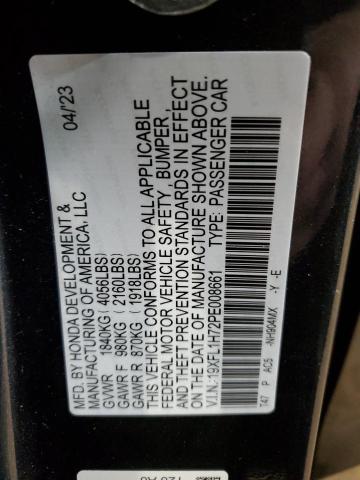 MFD. BY HONDA DEVELOPMENT & 04/23
MANUFACTURING OF AMERICA, LLC
GVWR 1840KG ( 4056LBS)
GAWR F 980KG ( 2160LBS)
GAWR R 870KG ( 1918LBS)
THIS VEHICLE CONFORMS TO ALL APPLICABLE
FEDERAL MOTOR VEHICLE SAFETY, BUMPER,
AND THEFT PREVENTION STANDARDS IN EFFECT
ON THE DATE OF MANUFACTURE SHOWN ABOVE.
V.I.N.:19XFL1H72PE008661 TYPE: PASSENGER CAR
T47 P AC5 -NH904MX -Y -E